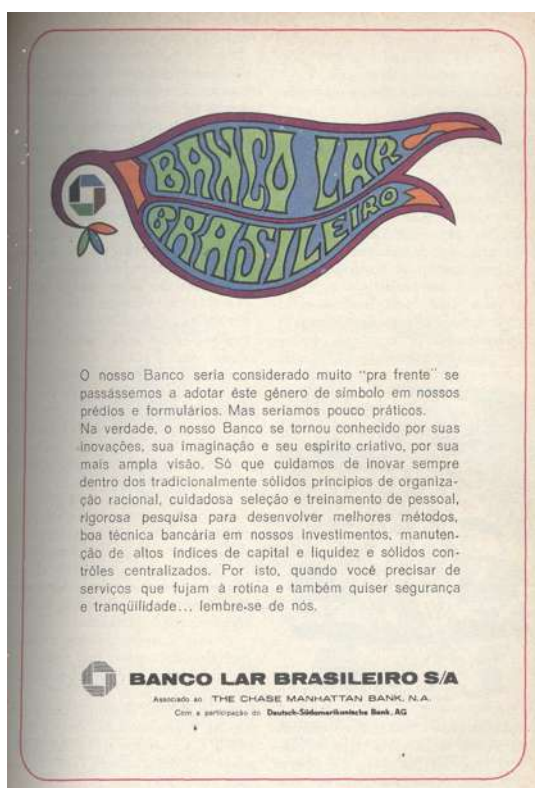 BANCO LAR
BRASILEIRO
O nosso Banco seria considerado muito "pra frente" se
passássemos a adotar êste gênero de símbolo em nossos
prédios e formulários. Mas seríamos pouco práticos.
Na verdade, o nosso Banco se tornou conhecido por suas
inovações, sua imaginação e seu espírito criativo, por sua
mais ampla visão. Só que cuidamos de inovar sempre
dentro dos tradicionalmente sólidos princípios de organiza-
ção racional, cuidadosa seleção e treinamento de pessoal,
rigorosa pesquisa para desenvolver melhores métodos,
boa técnica bancária em nossos investimentos, manuten-
ção de altos índices de capital e liquidez e sólidos con-
trôles centralizados. Por isto, quando você precisar de
serviços que fujam à rotina e também quiser segurança
e tranqüilidade... lembre-se de nós.
BANCO LAR BRASILEIRO S/A
Associado ao THE CHASE MANHATTAN BANK, N.A.
Com a participação do Deutsch-Südamerikanische Bank, AG